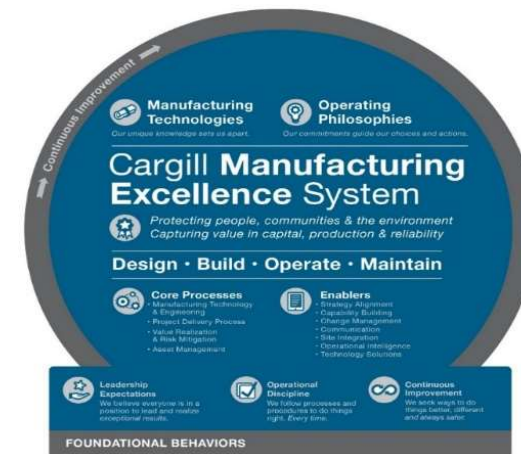 Continuous Improvement
Manufacturing Technologies
Our unique knowledge sets us apart.
Operating Philosophies
Our commitments guide our choices and actions.
Cargill Manufacturing
Excellence System
Protecting people, communities & the environment
Capturing value in capital, production & reliability
Design • Build • Operate • Maintain
Core Processes
• Manufacturing Technology
& Engineering
• Project Delivery Process
• Value Realization
& Risk Mitigation
• Asset Management
Enablers
• Strategy Alignment
• Capability Building
• Change Management
• Communication
• Site Integration
• Operational Intelligence
• Technology Solutions
Leadership
Expectations
We believe everyone is in a
position to lead and realize
exceptional results.
Operational
Discipline
We follow processes and
procedures to do things
right. Every time.
Continuous
Improvement
We seek ways to do
things better, different
and always safer.
FOUNDATIONAL BEHAVIORS